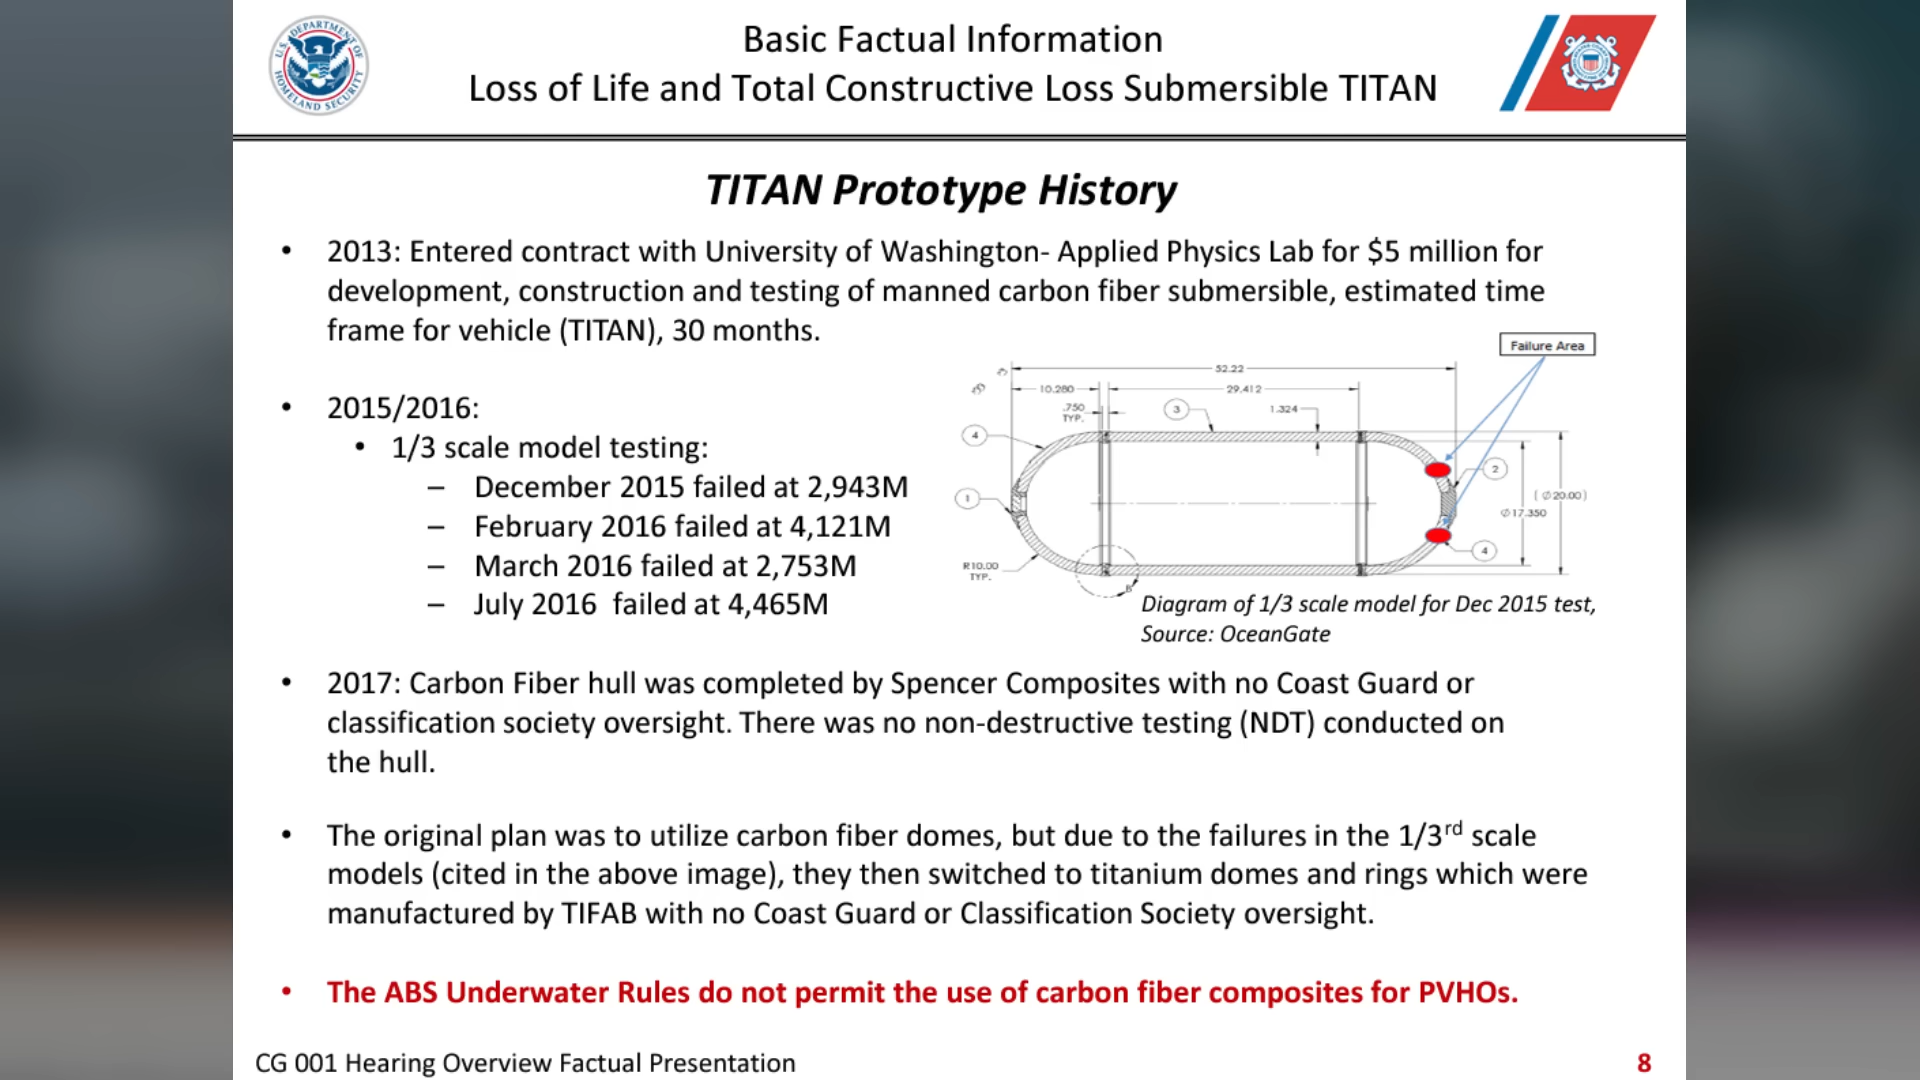 U.S. DEPARTMENT OF
HOMELAND SECURITY
Basic Factual Information
Loss of Life and Total Constructive Loss Submersible TITAN
TITAN Prototype History
• 2013: Entered contract with University of Washington- Applied Physics Lab for $5 million for
development, construction and testing of manned carbon fiber submersible, estimated time
frame for vehicle (TITAN), 30 months.
• 2015/2016:
• 1/3 scale model testing:
– December 2015 failed at 2,943M
– February 2016 failed at 4,121M
– March 2016 failed at 2,753M
– July 2016  failed at 4,465M
Failure Area
52.22
10.280
29.412
.750
TYP.
3
1.324
4
2
1
(⌀20.00)
⌀17.350
4
R10.00
TYP.
B
Diagram of 1/3 scale model for Dec 2015 test,
Source: OceanGate
• 2017: Carbon Fiber hull was completed by Spencer Composites with no Coast Guard or
classification society oversight. There was no non-destructive testing (NDT) conducted on
the hull.
• The original plan was to utilize carbon fiber domes, but due to the failures in the 1/3rd scale
models (cited in the above image), they then switched to titanium domes and rings which were
manufactured by TIFAB with no Coast Guard or Classification Society oversight.
• The ABS Underwater Rules do not permit the use of carbon fiber composites for PVHOs.
CG 001 Hearing Overview Factual Presentation
8